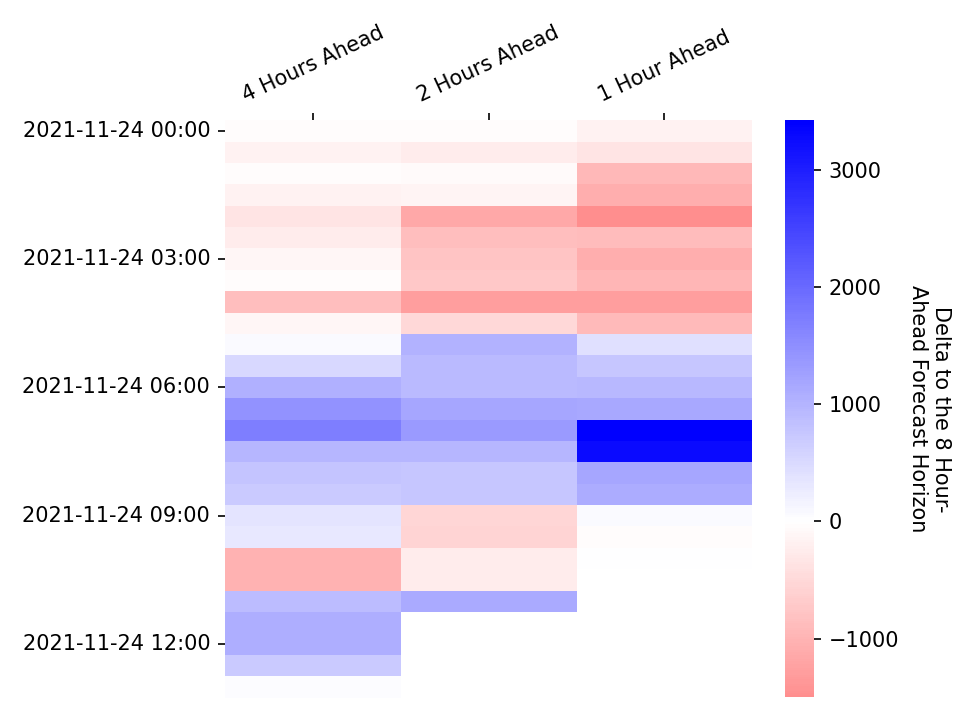 4 Hours Ahead
2 Hours Ahead
1 Hour Ahead
2021-11-24 00:00
2021-11-24 03:00
2021-11-24 06:00
2021-11-24 09:00
2021-11-24 12:00
3000
2000
1000
0
−1000
Delta to the 8 Hour-
Ahead Forecast Horizon